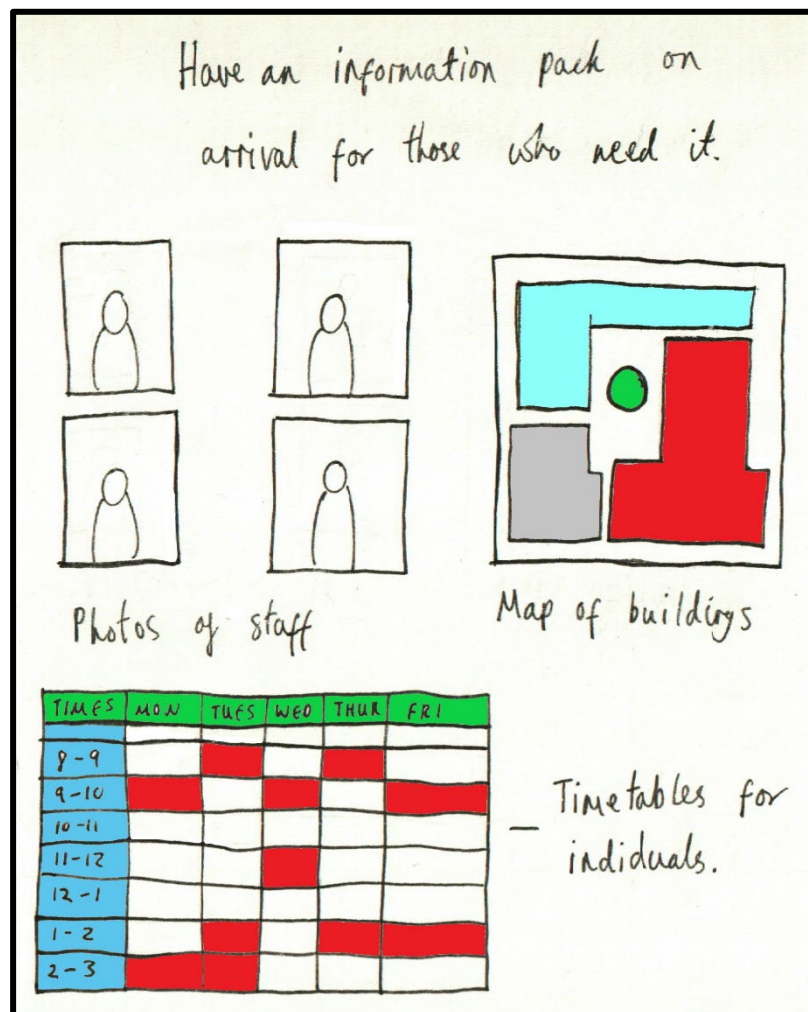 Have an information pack on
arrival for those who need it.
Photos of staff
Map of buildings
TIMES MON TUES WED THUR FRI
8-9
9-10
10-11
11-12
12-1
1-2
2-3
- Timetables for
indiduals.